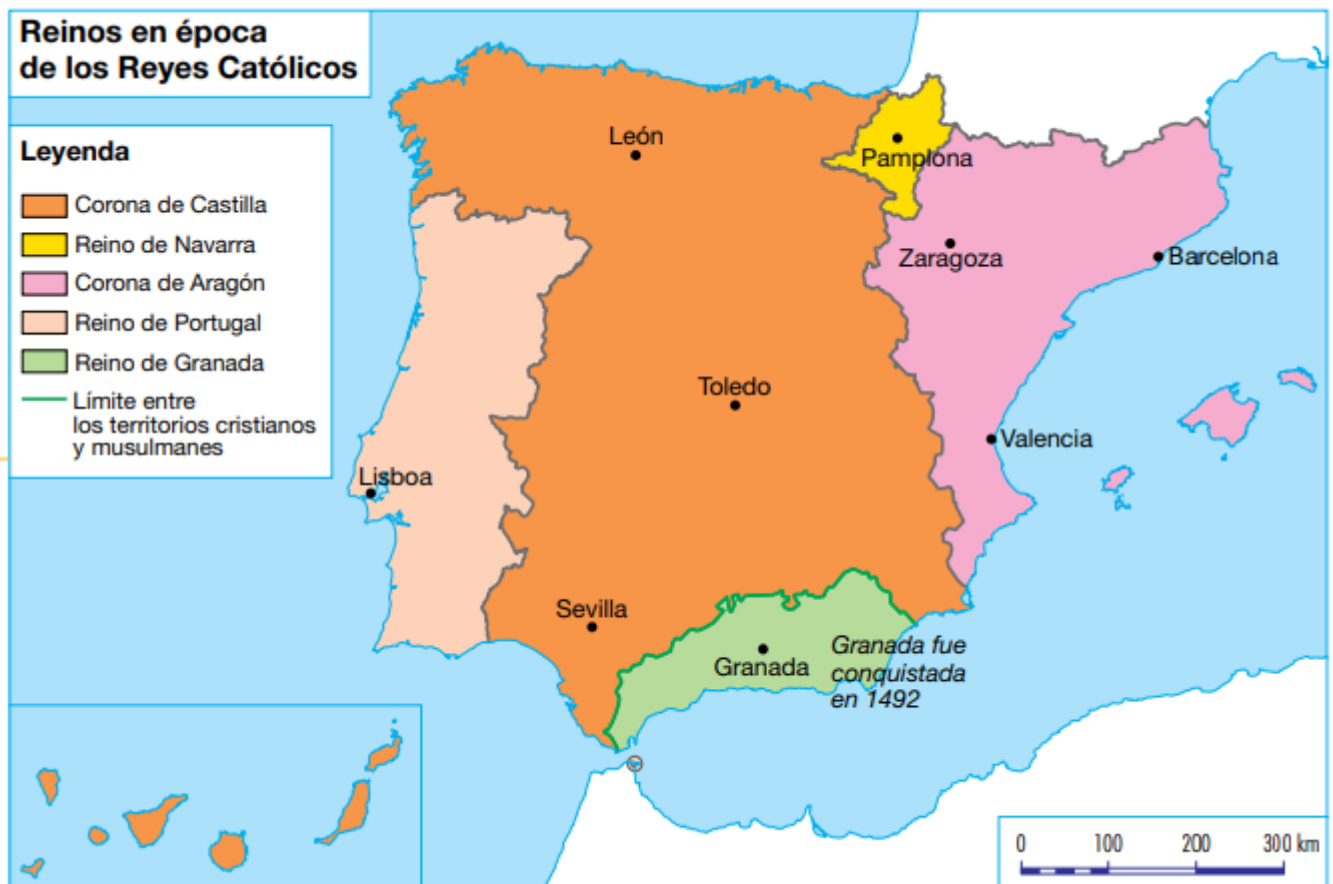 Reinos en época
de los Reyes Católicos
Leyenda
Corona de Castilla
Reino de Navarra
Corona de Aragón
Reino de Portugal
Reino de Granada
Límite entre
los territorios cristianos
y musulmanes
León
Pamplona
Zaragoza
Barcelona
Toledo
Valencia
Lisboa
Sevilla
Granada
Granada fue
conquistada
en 1492
0 100 200 300 km